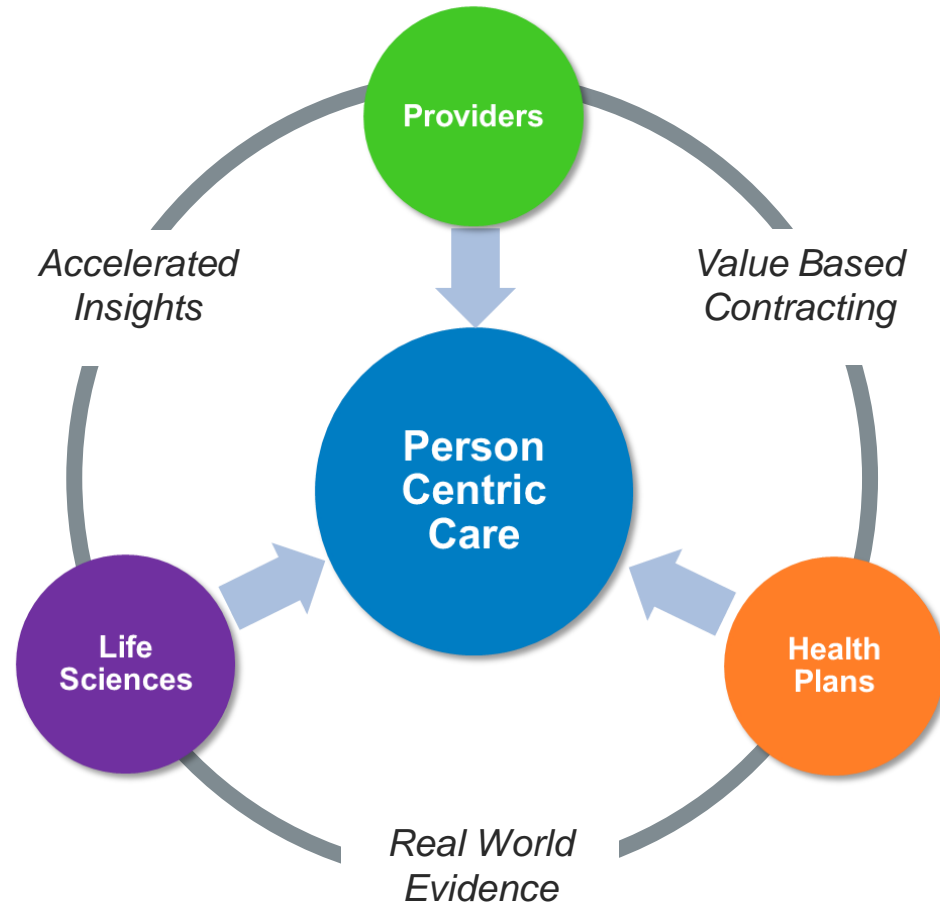 Providers
Accelerated
Insights
Value Based
Contracting
Person
Centric
Care
Life
Sciences
Health
Plans
Real World
Evidence